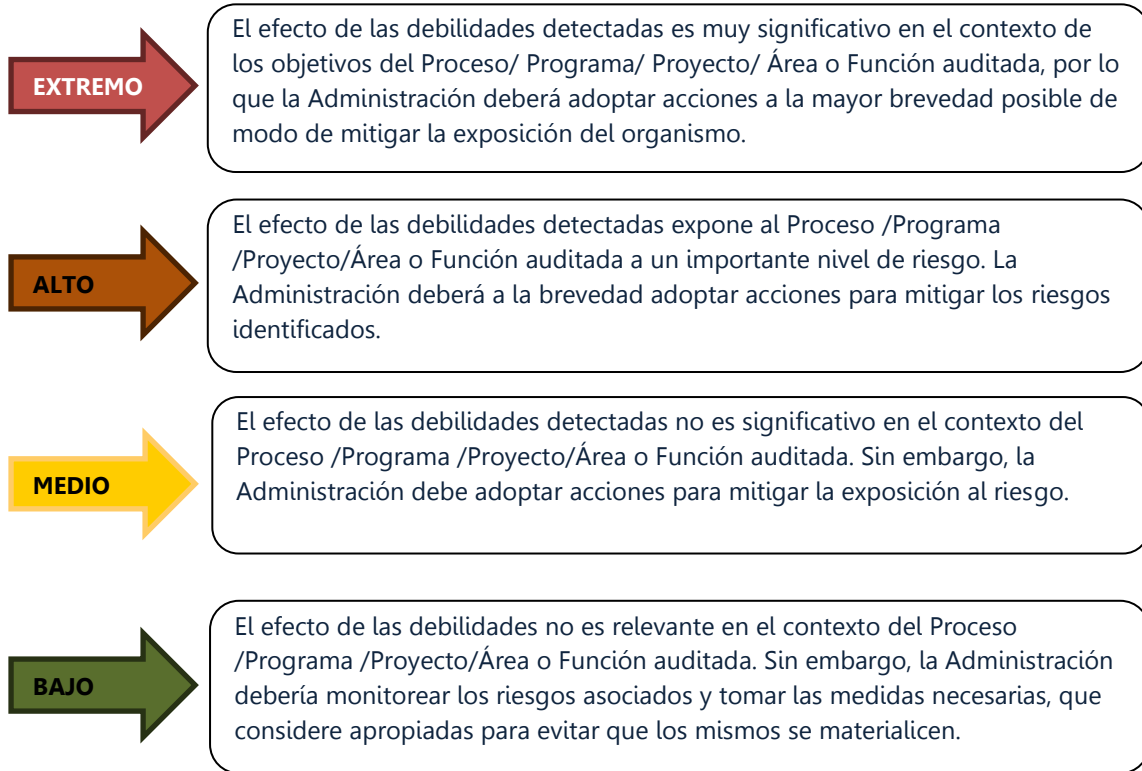 EXTREMO
El efecto de las debilidades detectadas es muy significativo en el contexto de
los objetivos del Proceso/ Programa/ Proyecto/ Área o Función auditada, por lo
que la Administración deberá adoptar acciones a la mayor brevedad posible de
modo de mitigar la exposición del organismo.
ALTO
El efecto de las debilidades detectadas expone al Proceso /Programa
/Proyecto/Área o Función auditada a un importante nivel de riesgo. La
Administración deberá a la brevedad adoptar acciones para mitigar los riesgos
identificados.
MEDIO
El efecto de las debilidades detectadas no es significativo en el contexto del
Proceso /Programa /Proyecto/Área o Función auditada. Sin embargo, la
Administración debe adoptar acciones para mitigar la exposición al riesgo.
BAJO
El efecto de las debilidades no es relevante en el contexto del Proceso
/Programa /Proyecto/Área o Función auditada. Sin embargo, la Administración
debería monitorear los riesgos asociados y tomar las medidas necesarias, que
considere apropiadas para evitar que los mismos se materialicen.